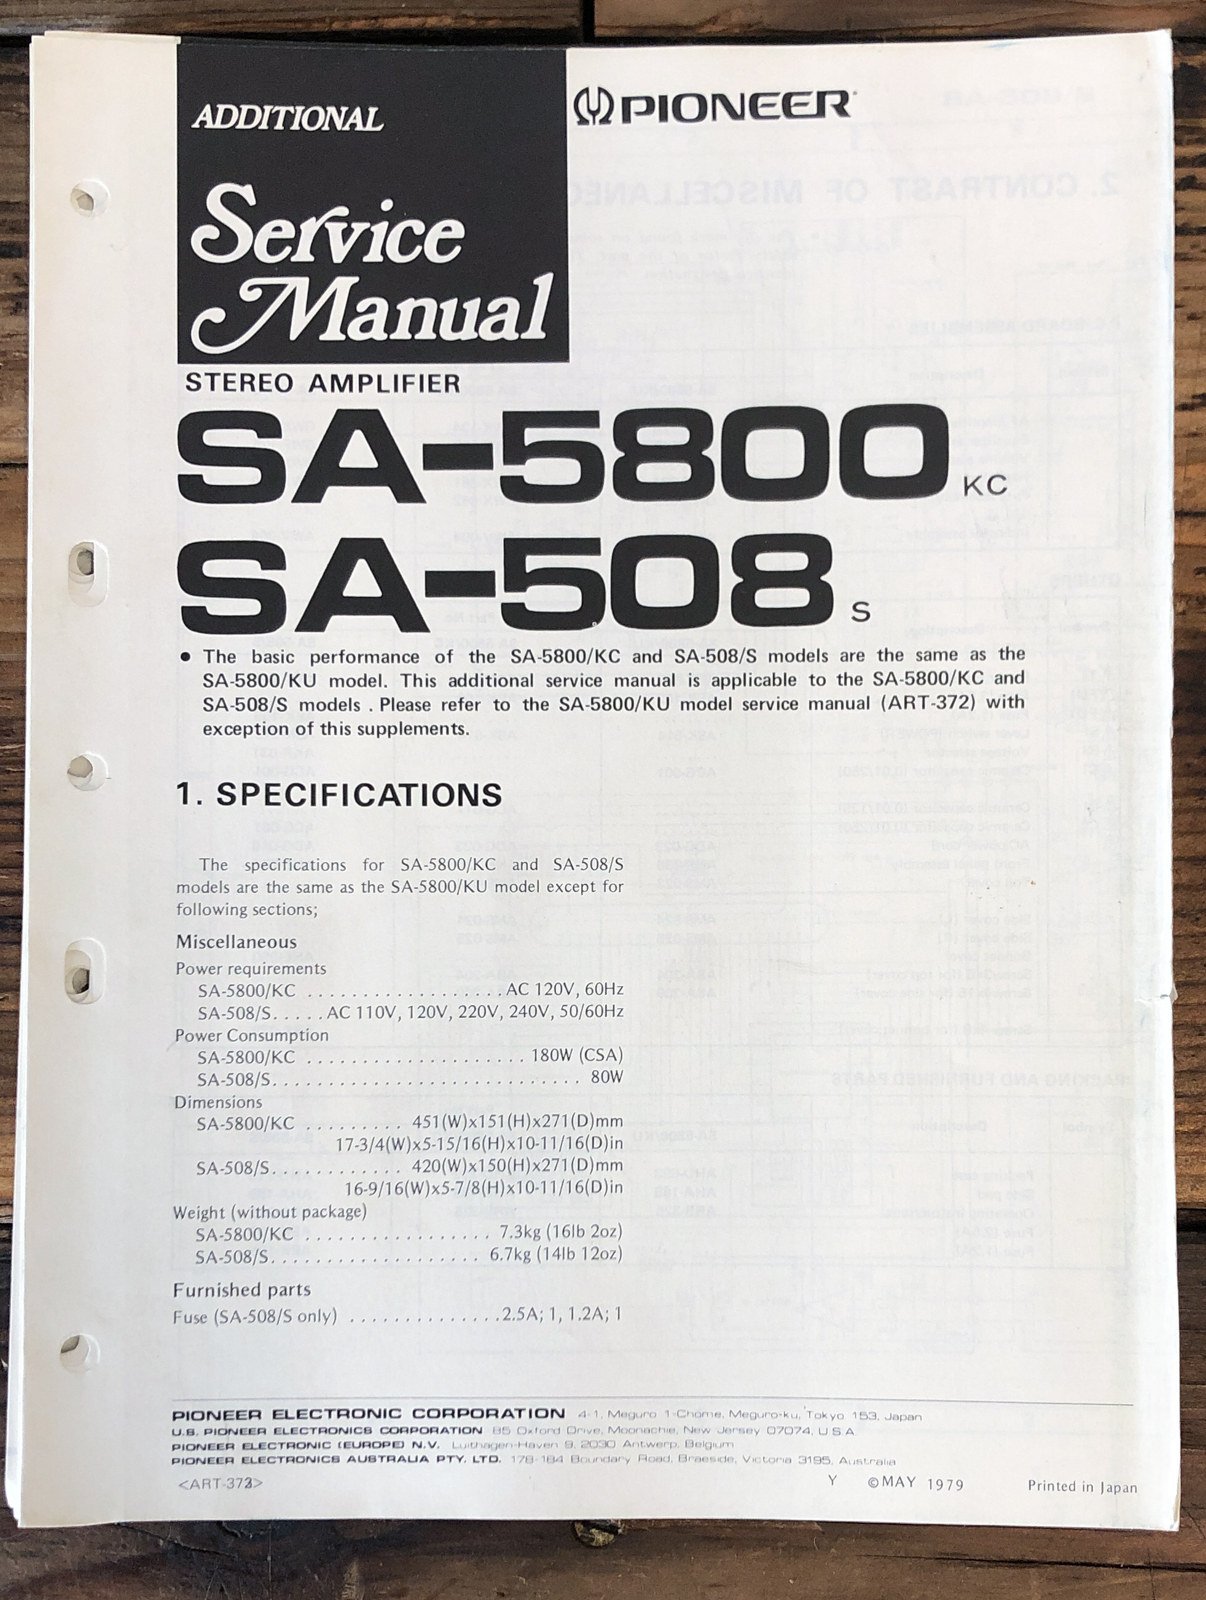 ADDITIONAL
Service
Manual
PIONEER
STEREO AMPLIFIER
SA-5800 KC
SA-508 S
● The basic performance of the SA-5800/KC and SA-508/S models are the same as the
SA-5800/KU model. This additional service manual is applicable to the SA-5800/KC and
SA-508/S models . Please refer to the SA-5800/KU model service manual (ART-372) with
exception of this supplements.
1. SPECIFICATIONS
The specifications for SA-5800/KC and SA-508/S
models are the same as the SA-5800/KU model except for
following sections;
Miscellaneous
Power requirements
SA-5800/KC . . . . . . . . . . . . . . . . . . AC 120V, 60Hz
SA-508/S. . . . . AC 110V, 120V, 220V, 240V, 50/60Hz
Power Consumption
SA-5800/KC . . . . . . . . . . . . . . . . . . . . 180W (CSA)
SA-508/S. . . . . . . . . . . . . . . . . . . . . . . . . . . . 80W
Dimensions
SA-5800/KC . . . . . . . . . 451(W)x151(H)x271(D)mm
17-3/4(W)x5-15/16(H)x10-11/16(D)in
SA-508/S. . . . . . . . . . . . 420(W)x150(H)x271(D)mm
16-9/16(W)x5-7/8(H)x10-11/16(D)in
Weight (without package)
SA-5800/KC . . . . . . . . . . . . . . . . . 7.3kg (16lb 2oz)
SA-508/S. . . . . . . . . . . . . . . . . . . 6.7kg (14lb 12oz)
Furnished parts
Fuse (SA-508/S only) . . . . . . . . . . . . . .2.5A; 1, 1.2A; 1
PIONEER ELECTRONIC CORPORATION 4-1, Meguro 1-Chome, Meguro-ku, Tokyo 153, Japan
U.S. PIONEER ELECTRONICS CORPORATION 85 Oxford Drive, Moonachie, New Jersey 07074, U.S.A
PIONEER ELECTRONIC (EUROPE) N.V. Luithagen-Haven 9, 2030 Antwerp, Belgium
PIONEER ELECTRONICS AUSTRALIA PTY. LTD. 178-184 Boundary Road, Braeside, Victoria 3195, Australia
Y ©MAY 1979 Printed in Japan